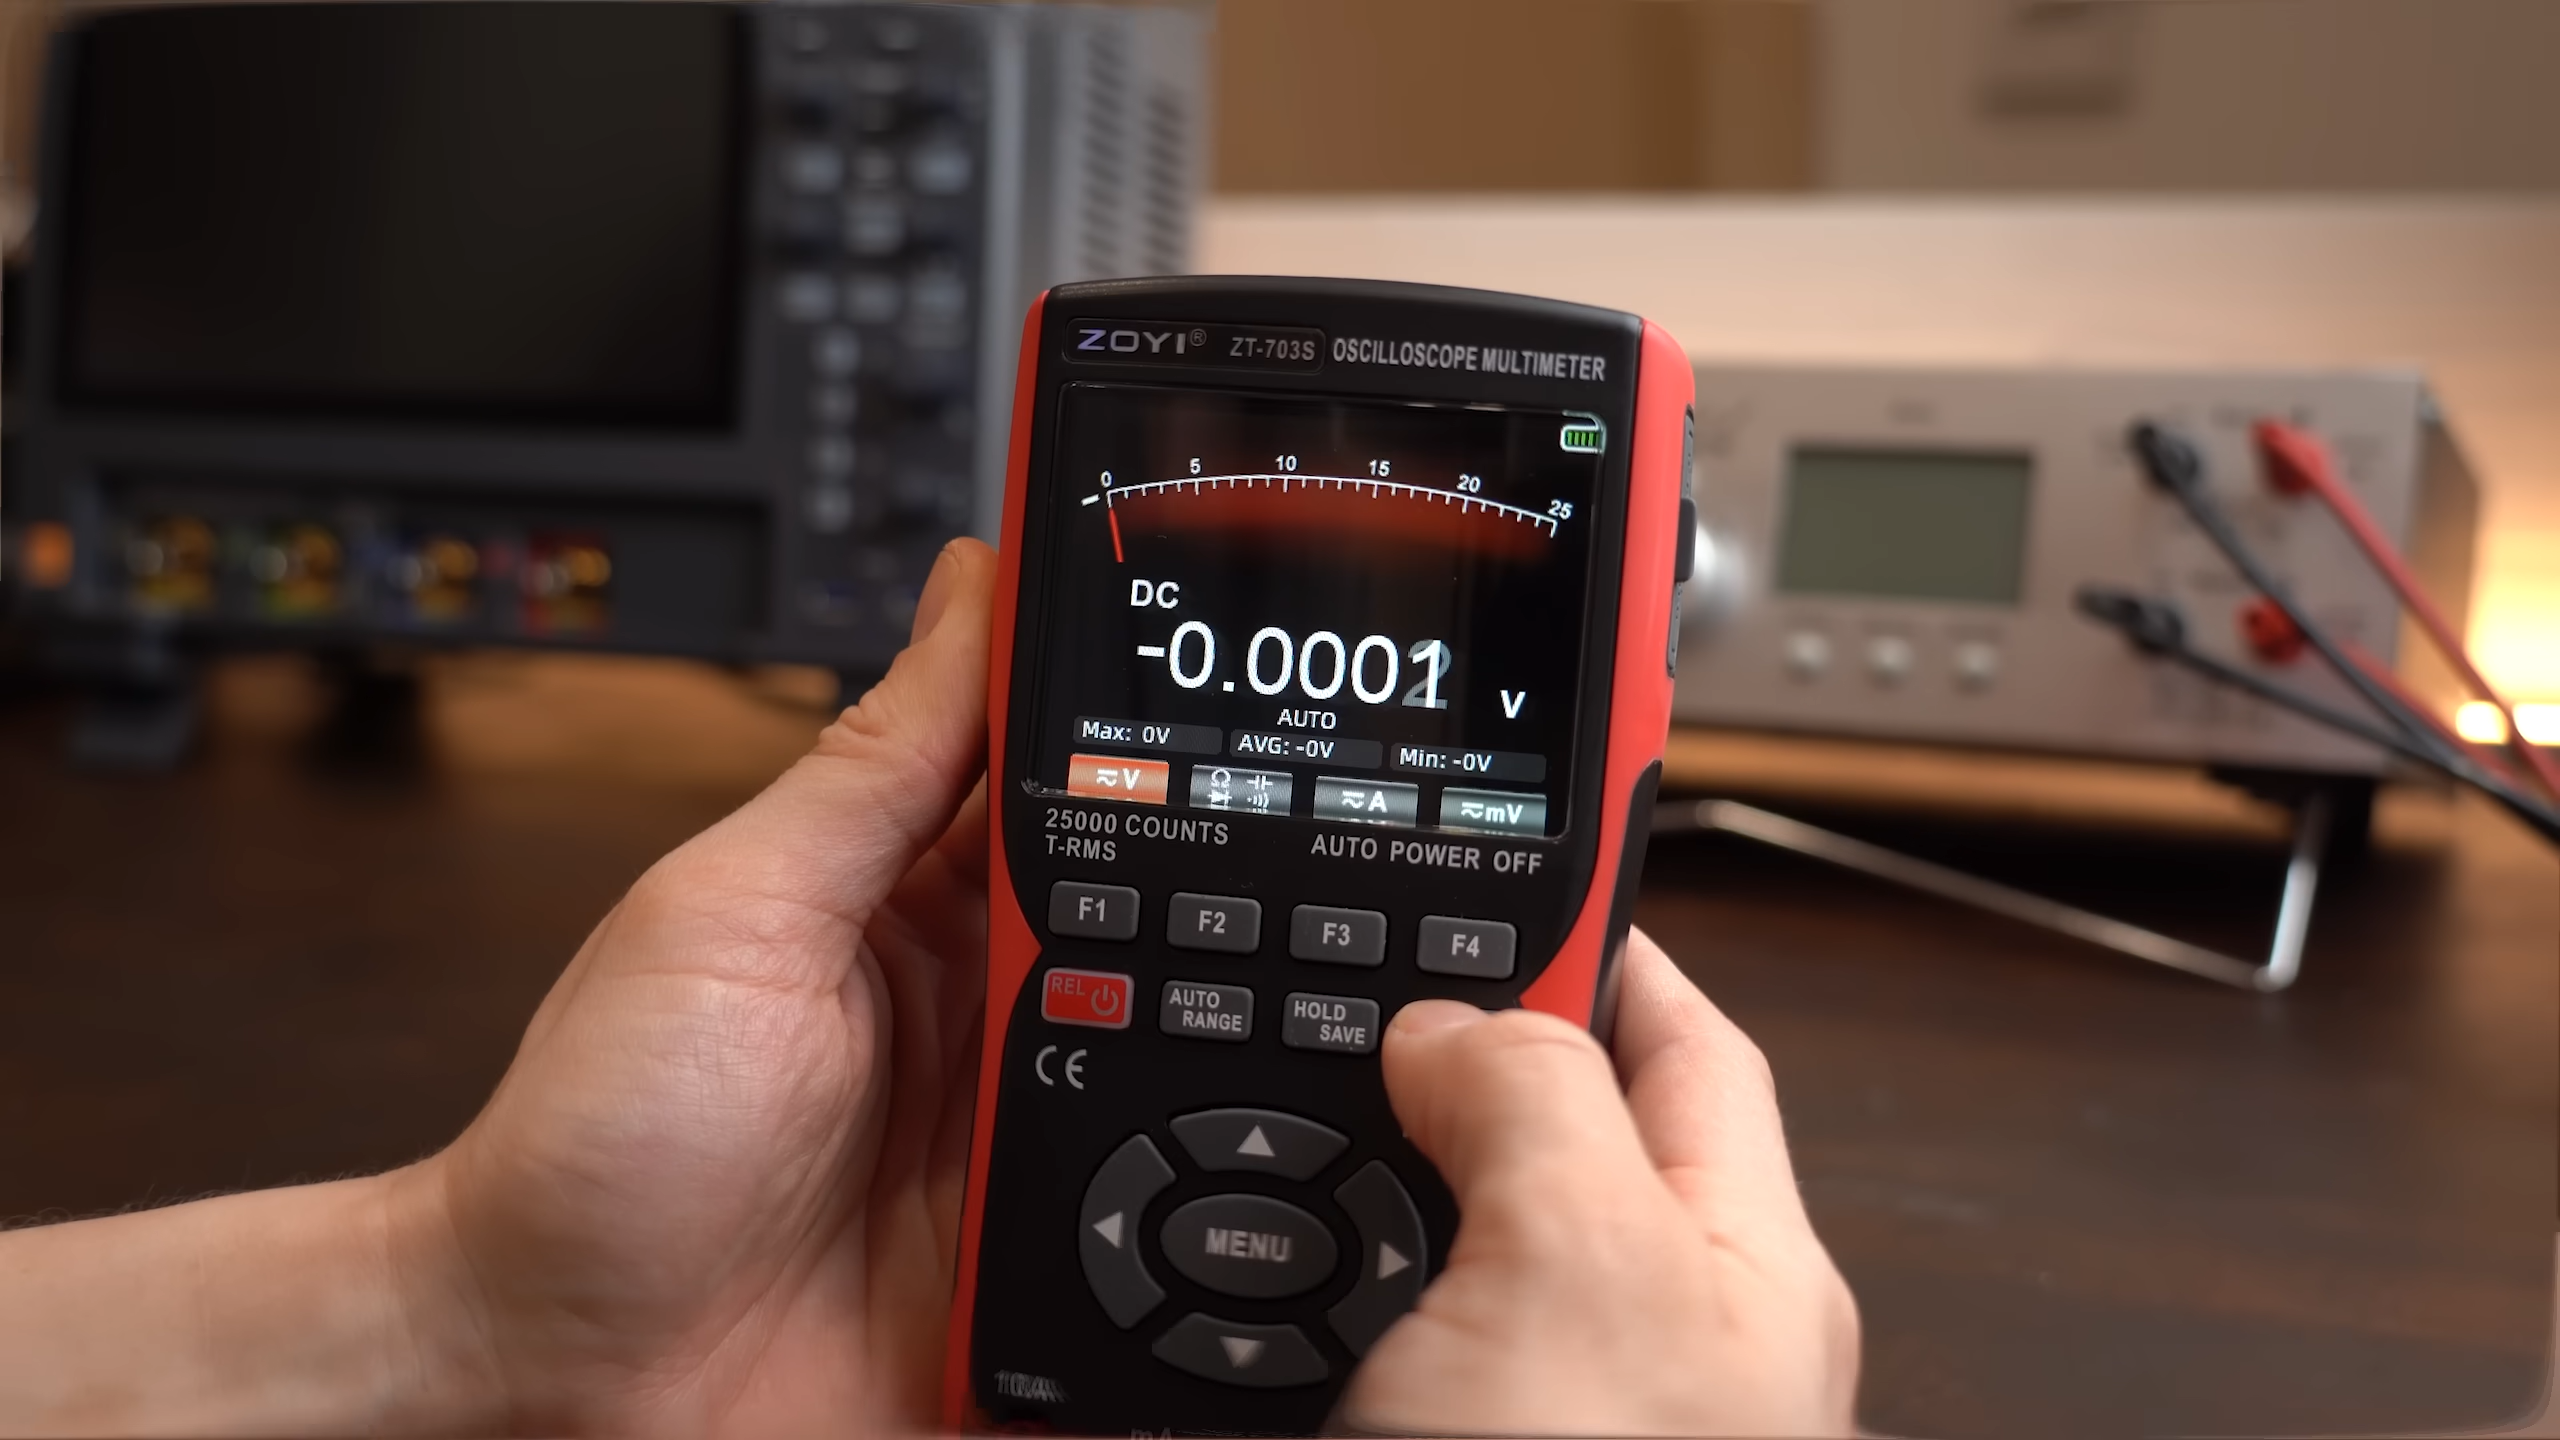 ZOYI® ZT-703S OSCILLOSCOPE MULTIMETER
0 5 10 15 20 25
DC
-0.0001 V
AUTO
Max: 0V AVG: -0V Min: -0V
V Ω A mV
25000 COUNTS
T-RMS
AUTO POWER OFF
F1 F2 F3 F4
REL
AUTO RANGE
HOLD SAVE
CE
MENU